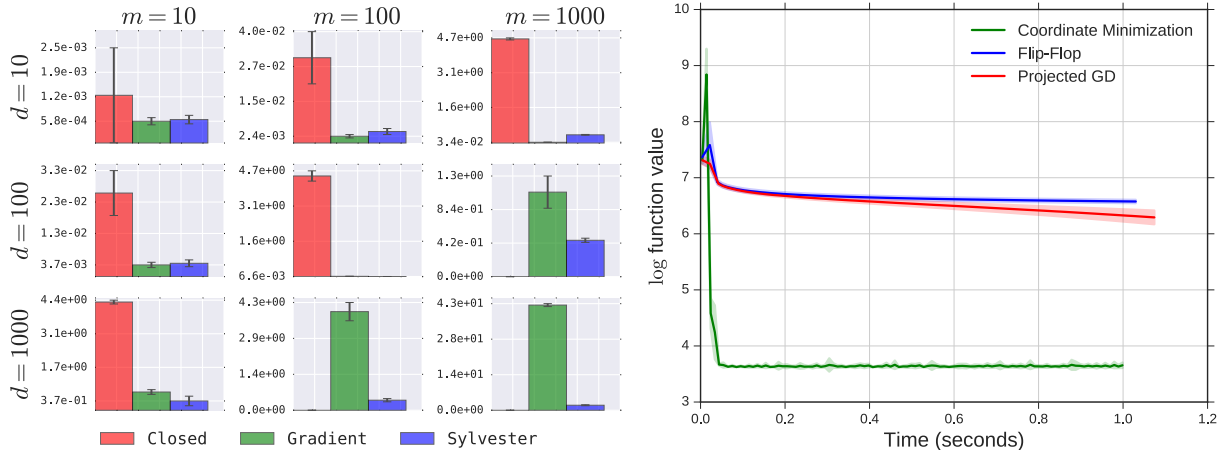 m = 10
m = 100
m = 1000
d = 10
2.5e-03
1.9e-03
1.2e-03
5.8e-04
4.0e-02
2.7e-02
1.5e-02
2.4e-03
4.7e+00
3.1e+00
1.6e+00
3.4e-02
d = 100
3.3e-02
2.3e-02
1.3e-02
3.7e-03
4.7e+00
3.1e+00
1.6e+00
6.6e-03
1.3e+00
8.4e-01
4.2e-01
0.0e+00
d = 1000
4.4e+00
3.1e+00
1.7e+00
3.7e-01
4.3e+00
2.9e+00
1.4e+00
0.0e+00
4.3e+01
2.9e+01
1.4e+01
0.0e+00
Closed
Gradient
Sylvester
log function value
10
9
8
7
6
5
4
3
Coordinate Minimization
Flip-Flop
Projected GD
0.0
0.2
0.4
0.6
0.8
1.0
1.2
Time (seconds)